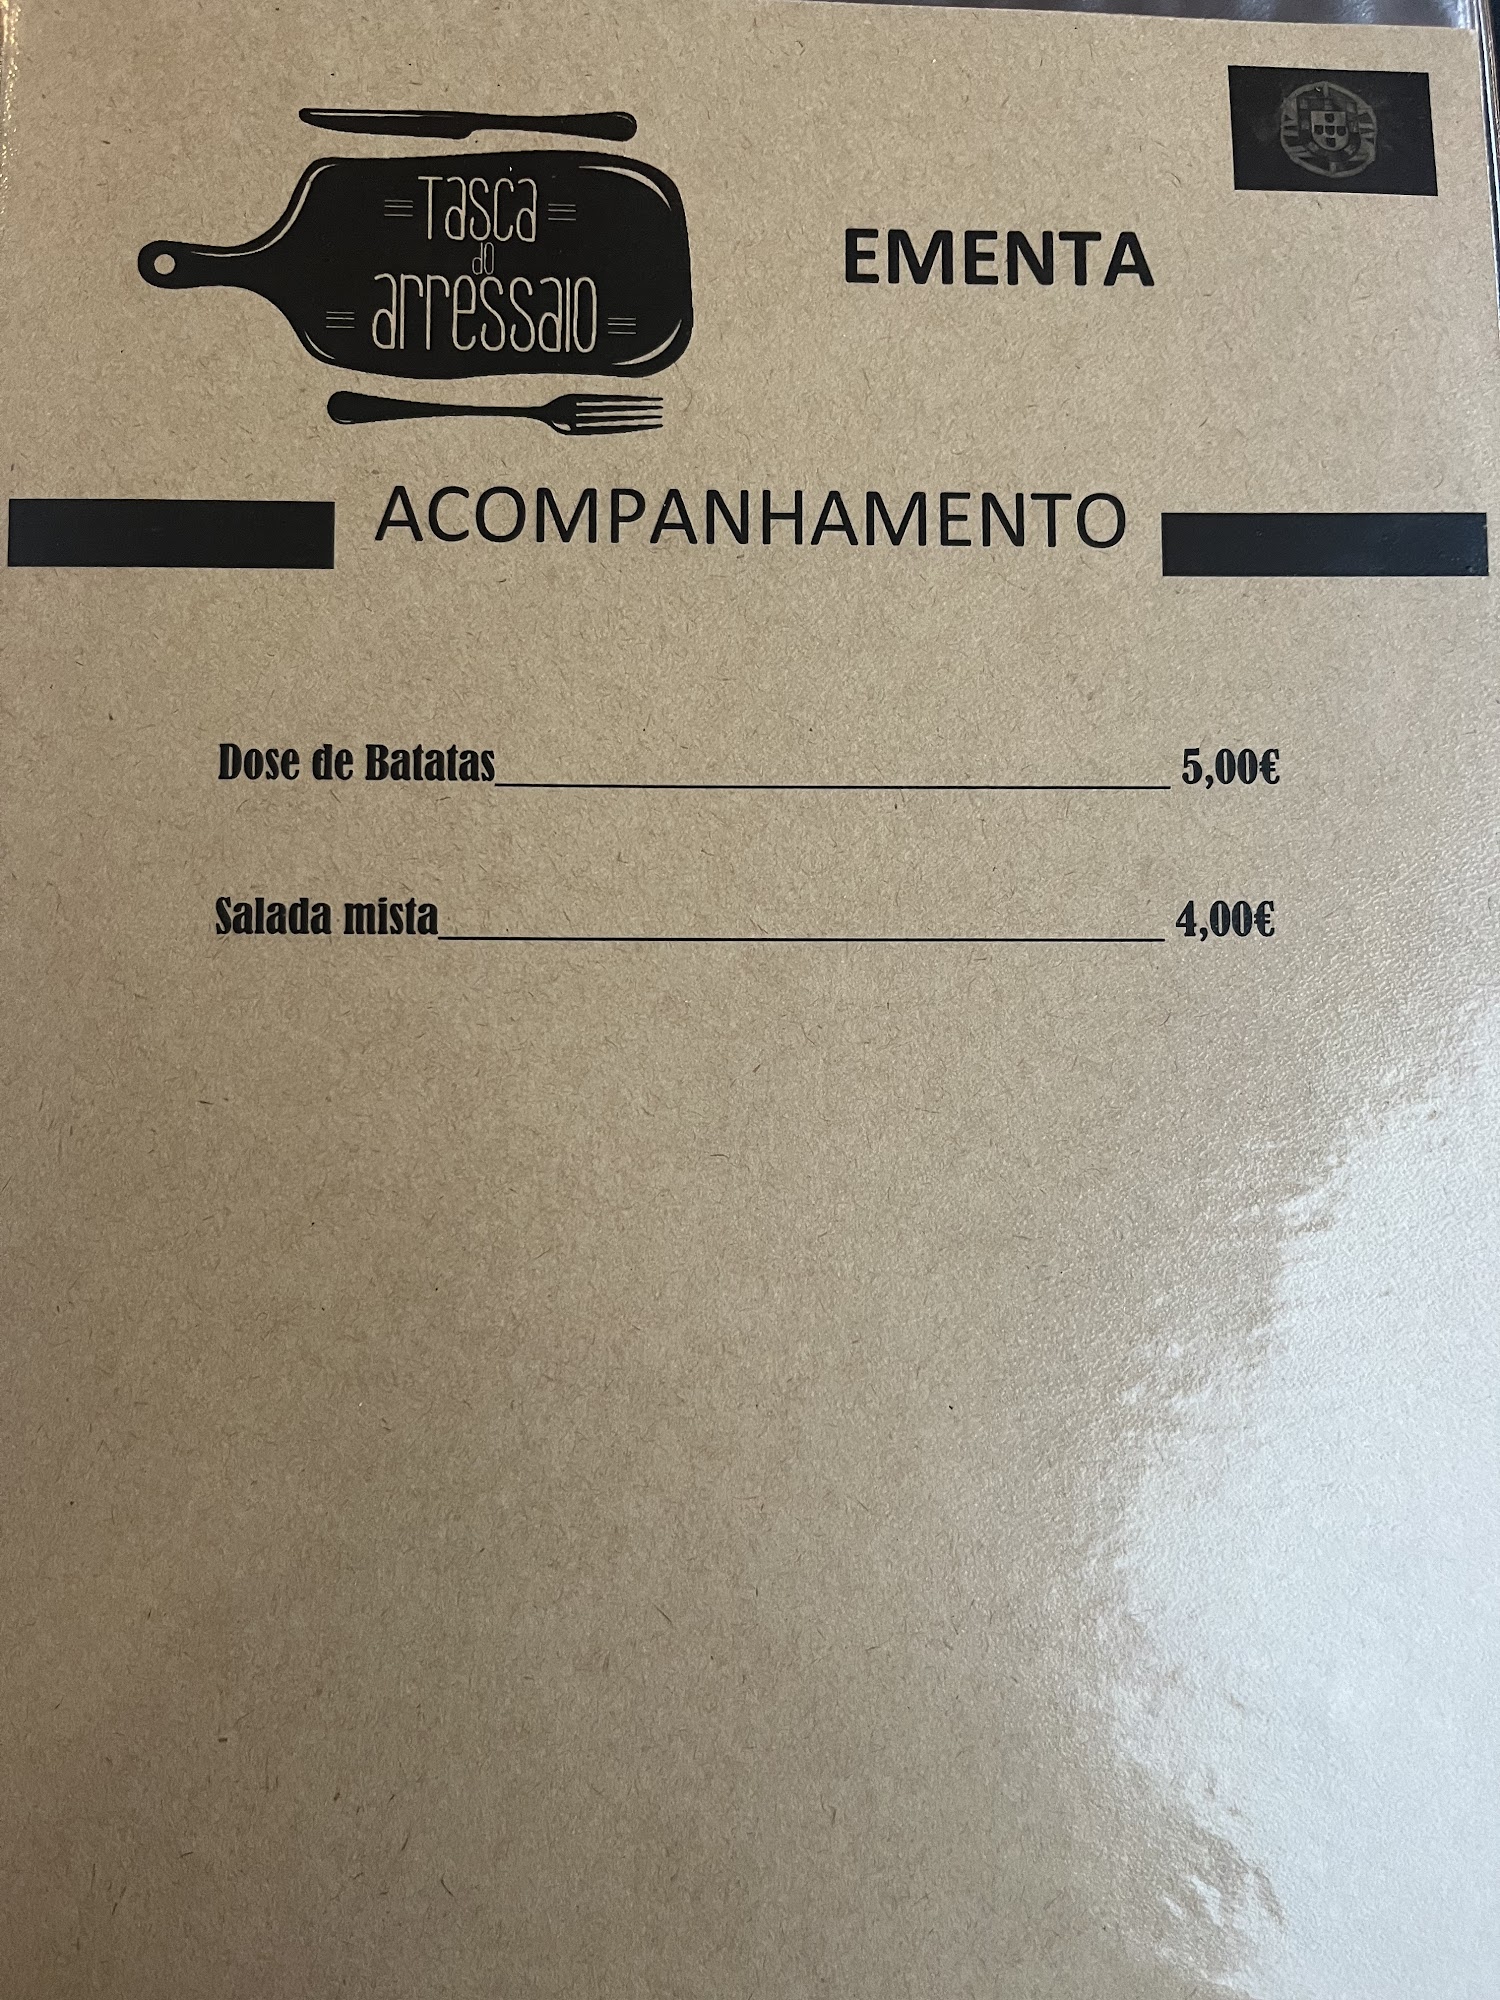 Tasca
do
arressaio
EMENTA
ACOMPANHAMENTO
Dose de Batatas 5,00€
Salada mista 4,00€